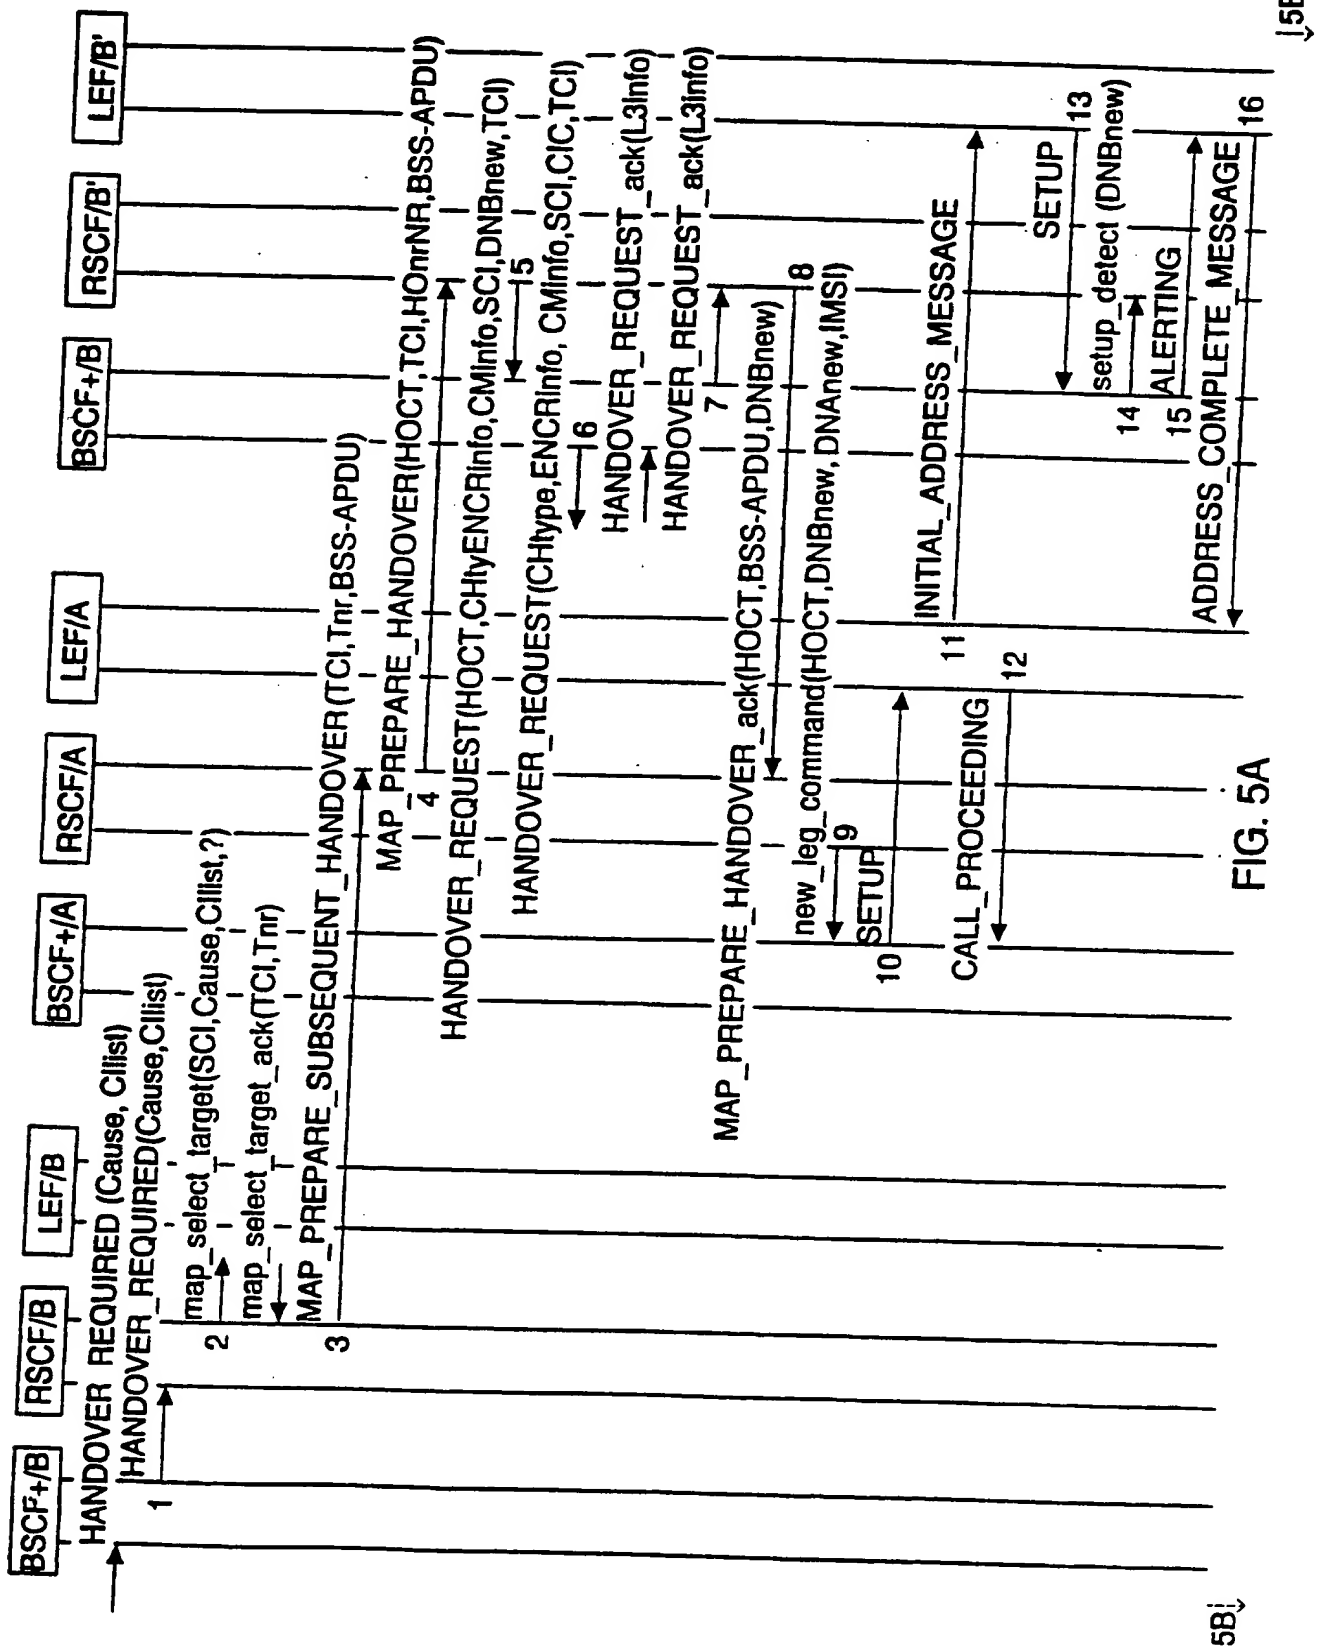 BSCF+/B
RSCF/B
LEF/B
BSCF+/A
RSCF/A
LEF/A
BSCF+/B
RSCF/B'
LEF/B'
HANDOVER REQUIRED (Cause, CIlist)
HANDOVER_REQUIRED(Cause,CIlist)
1
map_select_target(SCI,Cause,CIlist,?)
2
map_select_target_ack(TCI,Tnr)
MAP_PREPARE_SUBSEQUENT_HANDOVER(TCI,Tnr,BSS-APDU)
3
MAP_PREPARE_HANDOVER(HOCT,TCI,HOnrNR,BSS-APDU)
4
HANDOVER_REQUEST(HOCT,CHtyENCRinfo,CMinfo,SCI,DNBnew,TCI)
5
HANDOVER_REQUEST(CHtype,ENCRinfo, CMinfo,SCI,CIC,TCI)
6
HANDOVER_REQUEST_ack(L3Info)
HANDOVER_REQUEST_ack(L3Info)
7
MAP_PREPARE_HANDOVER_ack(HOCT,BSS-APDU,DNBnew)
8
new_leg_command(HOCT,DNBnew,DNAnew,IMSI)
9
SETUP
10
INITIAL_ADDRESS_MESSAGE
11
CALL_PROCEEDING
12
SETUP
13
setup_detect (DNBnew)
14
ALERTING
15
ADDRESS_COMPLETE_MESSAGE
16
5B
5B
FIG. 5A